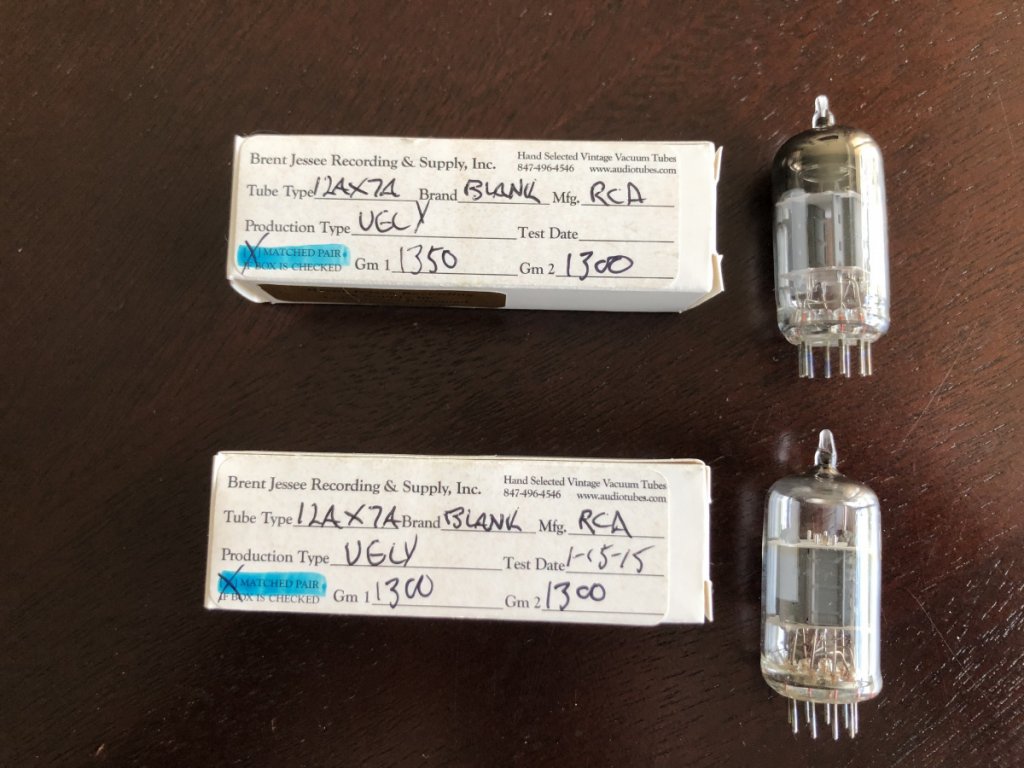 Brent Jessee Recording & Supply, Inc. Hand Selected Vintage Vacuum Tubes
847-496-4546 www.audiotubes.com
Tube Type 12AX7A Brand BLANK Mfg. RCA
Production Type UGLY Test Date
[X] MATCHED PAIR
IF BOX IS CHECKED Gm 1 1350 Gm 2 1300
Brent Jessee Recording & Supply, Inc. Hand Selected Vintage Vacuum Tubes
847-496-4546 www.audiotubes.com
Tube Type 12AX7A Brand BLANK Mfg. RCA
Production Type UGLY Test Date 1-15-15
[X] MATCHED PAIR
IF BOX IS CHECKED Gm 1 1300 Gm 2 1300